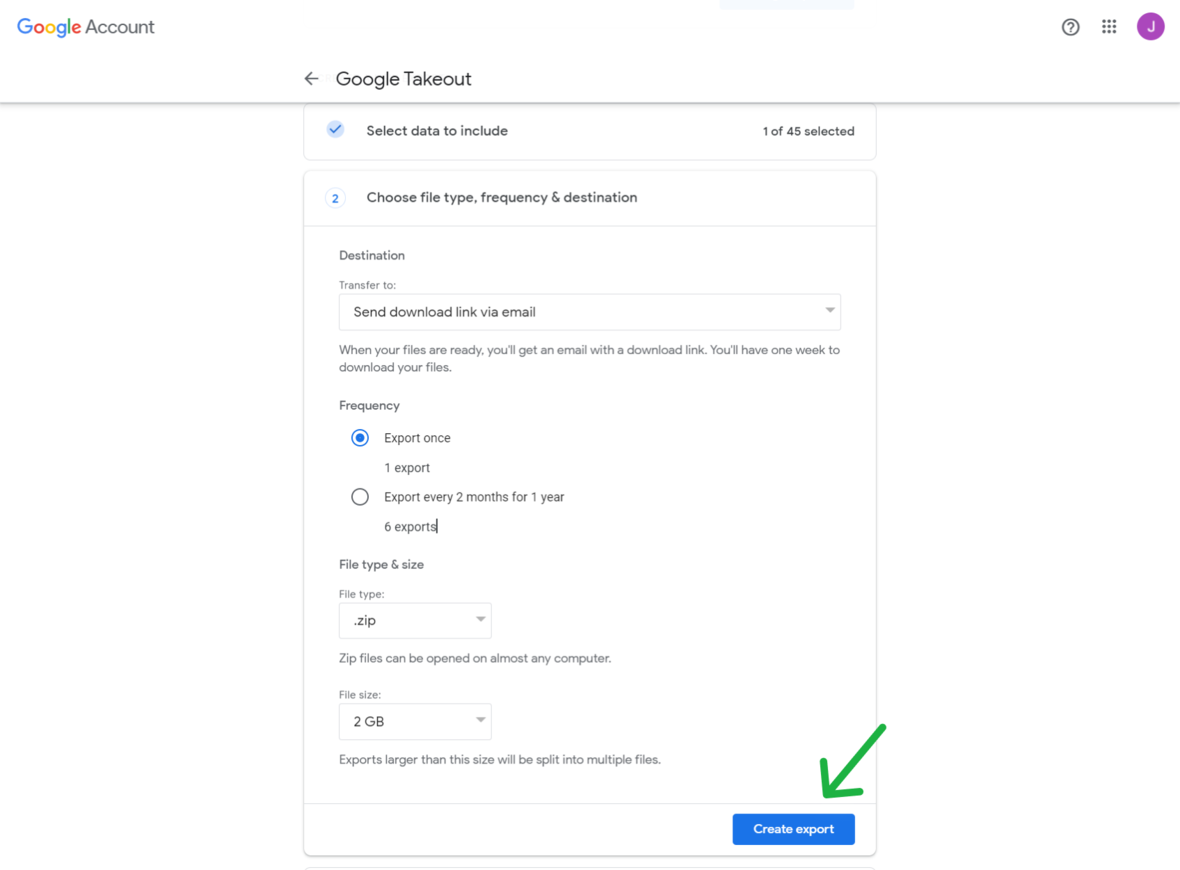 Google Account
J
Google Takeout
Select data to include
1 of 45 selected
2
Choose file type, frequency & destination
Destination
Transfer to:
Send download link via email
When your files are ready, you'll get an email with a download link. You'll have one week to
download your files.
Frequency
Export once
1 export
Export every 2 months for 1 year
6 exports
File type & size
File type:
.zip
Zip files can be opened on almost any computer.
File size:
2 GB
Exports larger than this size will be split into multiple files.
Create export